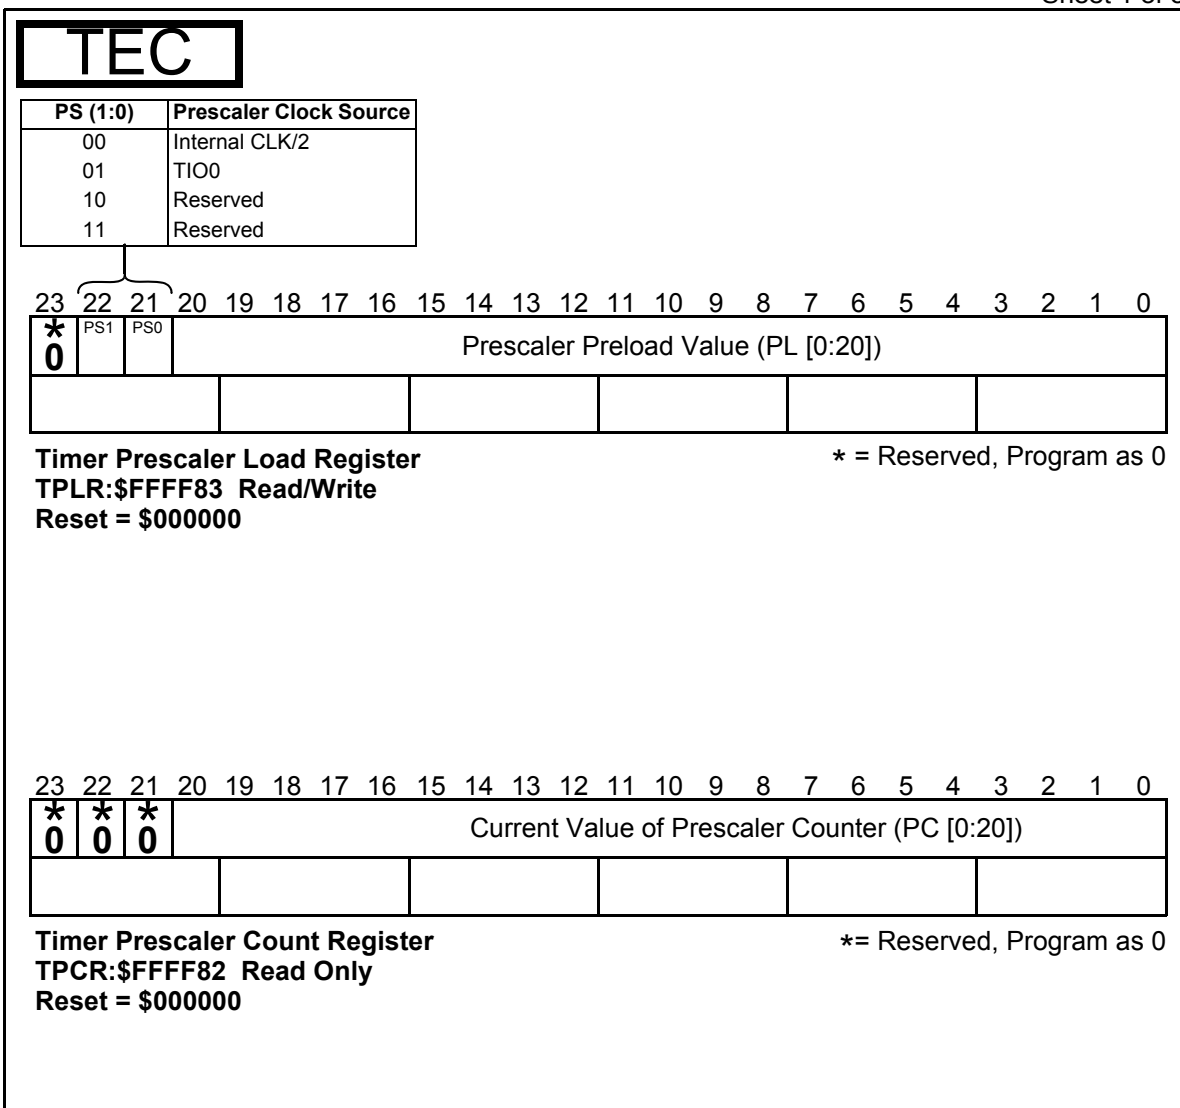 TEC
PS (1:0) Prescaler Clock Source
00 Internal CLK/2
01 TIO0
10 Reserved
11 Reserved
23 22 21 20 19 18 17 16 15 14 13 12 11 10 9 8 7 6 5 4 3 2 1 0
* PS1 PS0
0 Prescaler Preload Value (PL [0:20])
Timer Prescaler Load Register * = Reserved, Program as 0
TPLR:$FFFF83 Read/Write
Reset = $000000
23 22 21 20 19 18 17 16 15 14 13 12 11 10 9 8 7 6 5 4 3 2 1 0
* * *
0 0 0 Current Value of Prescaler Counter (PC [0:20])
Timer Prescaler Count Register *= Reserved, Program as 0
TPCR:$FFFF82 Read Only
Reset = $000000